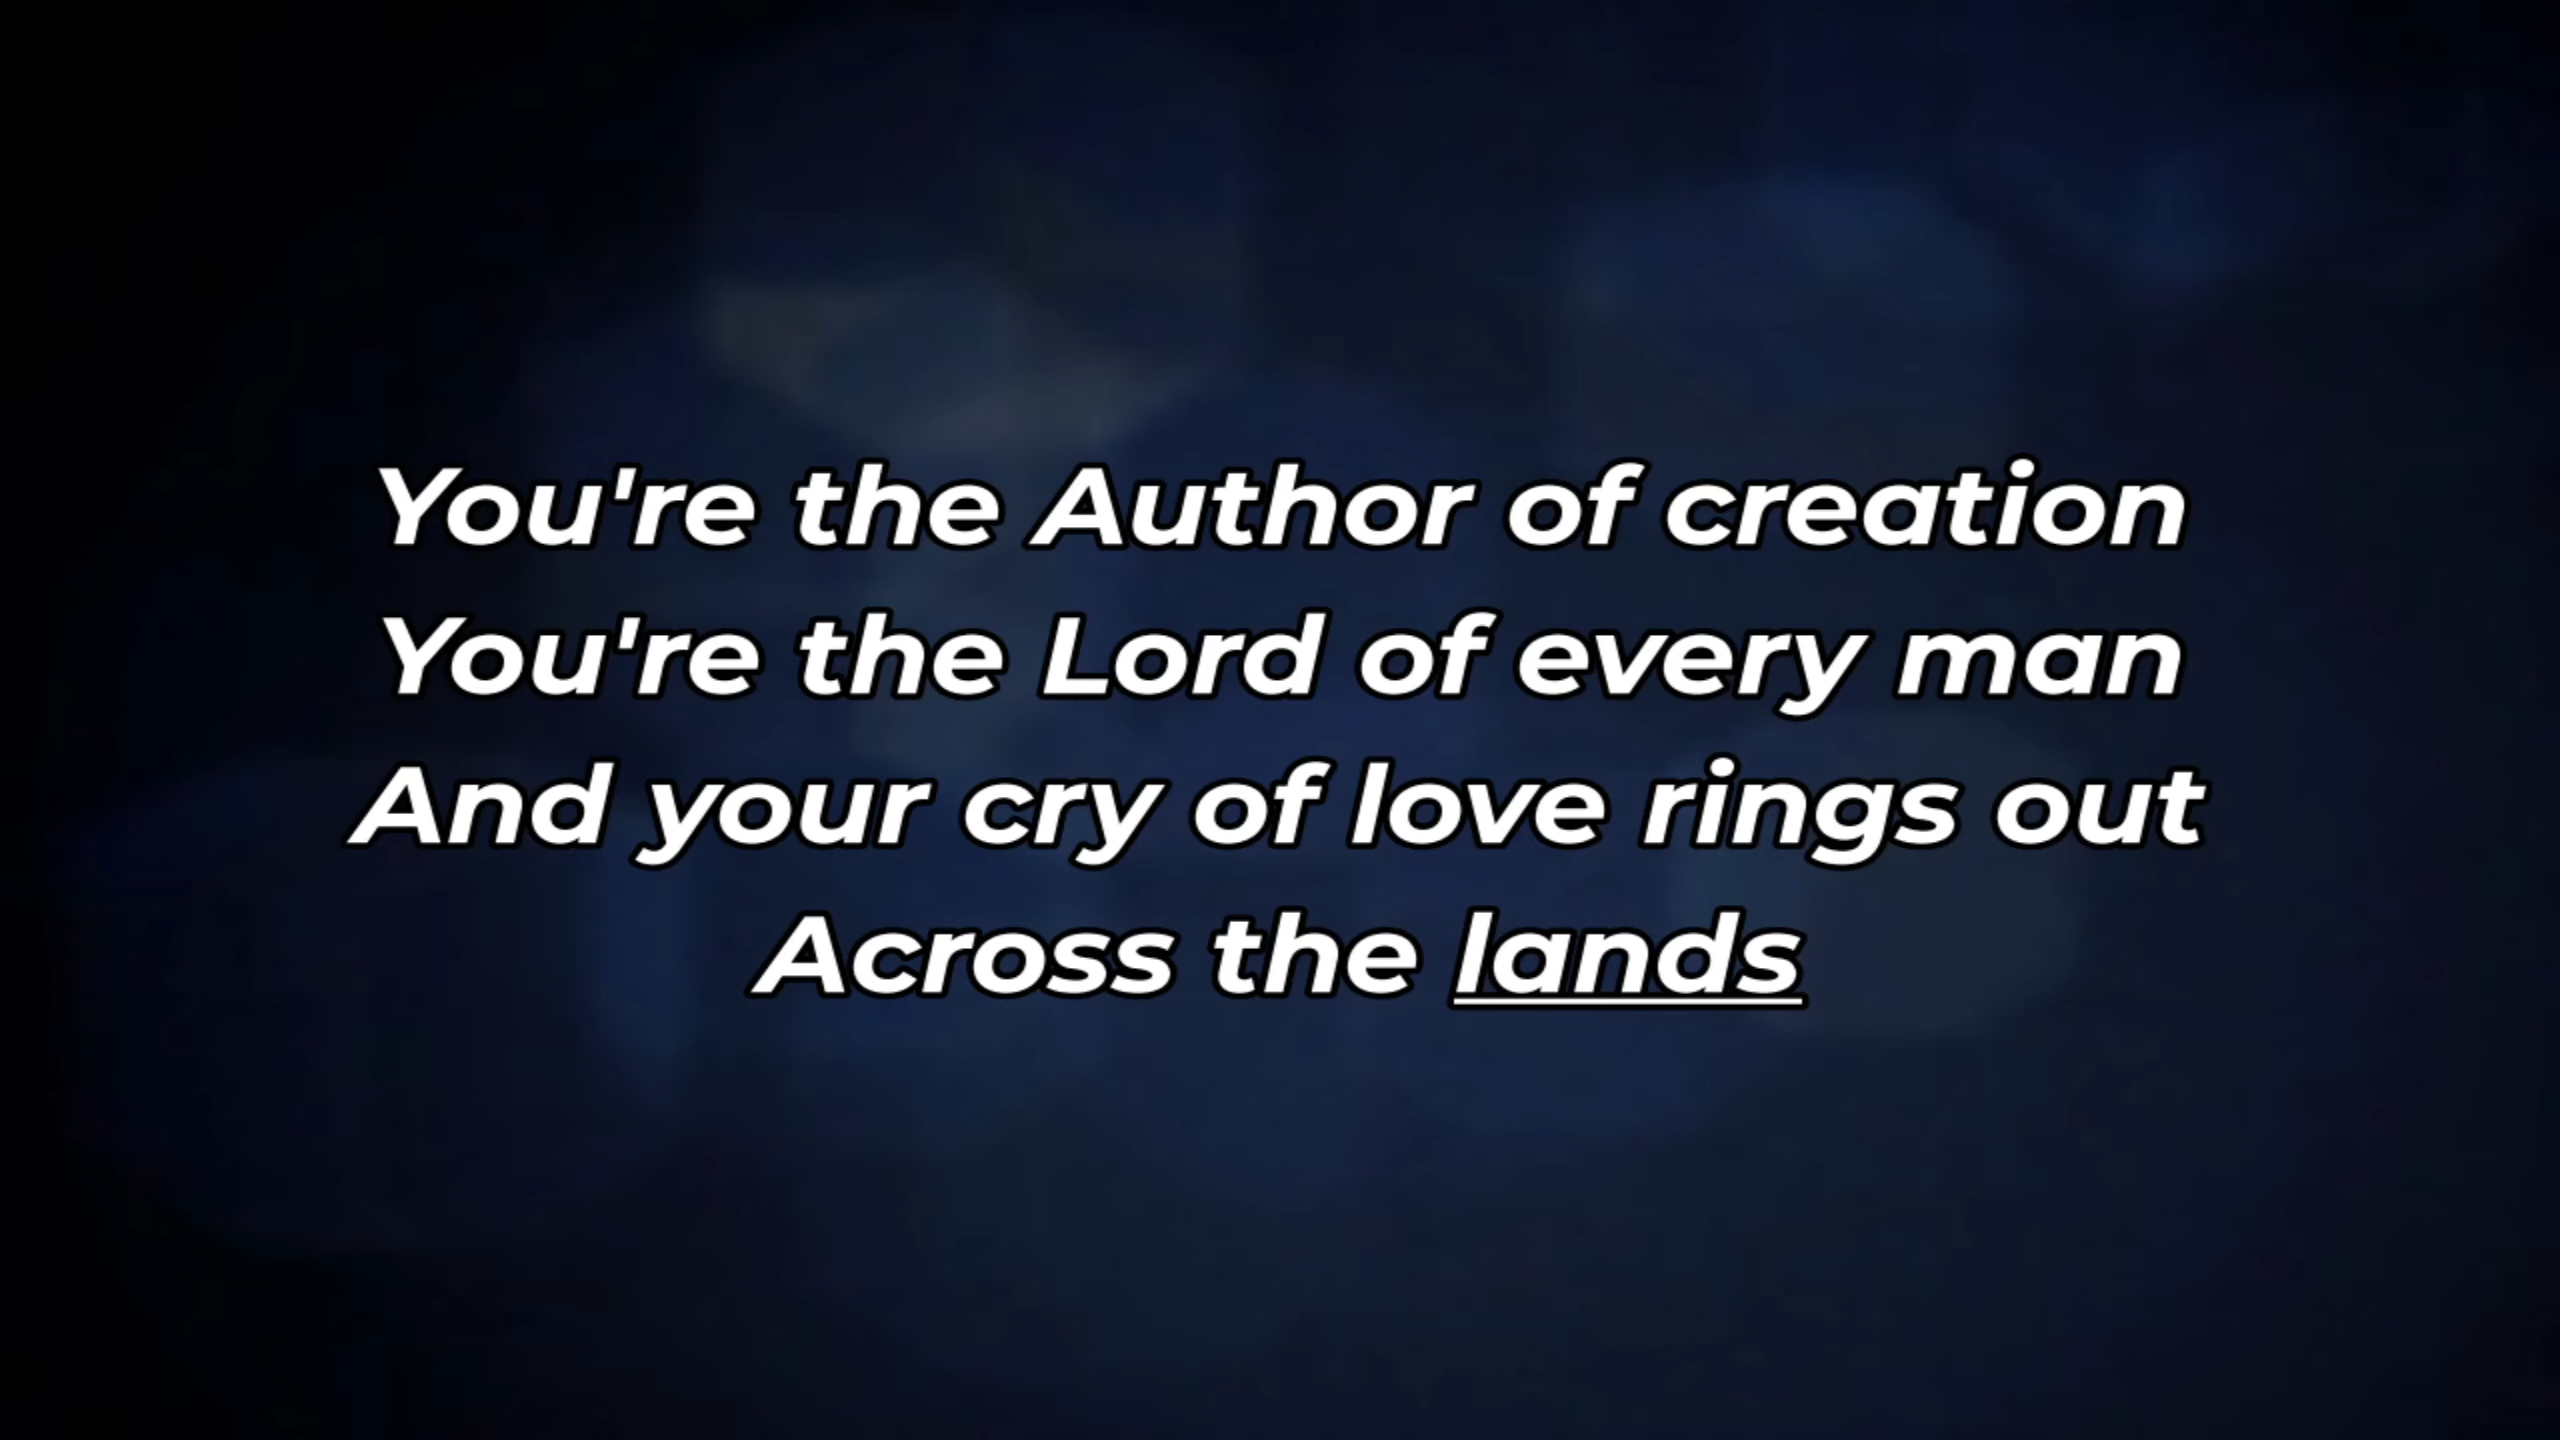 You're the Author of creation
You're the Lord of every man
And your cry of love rings out
Across the lands